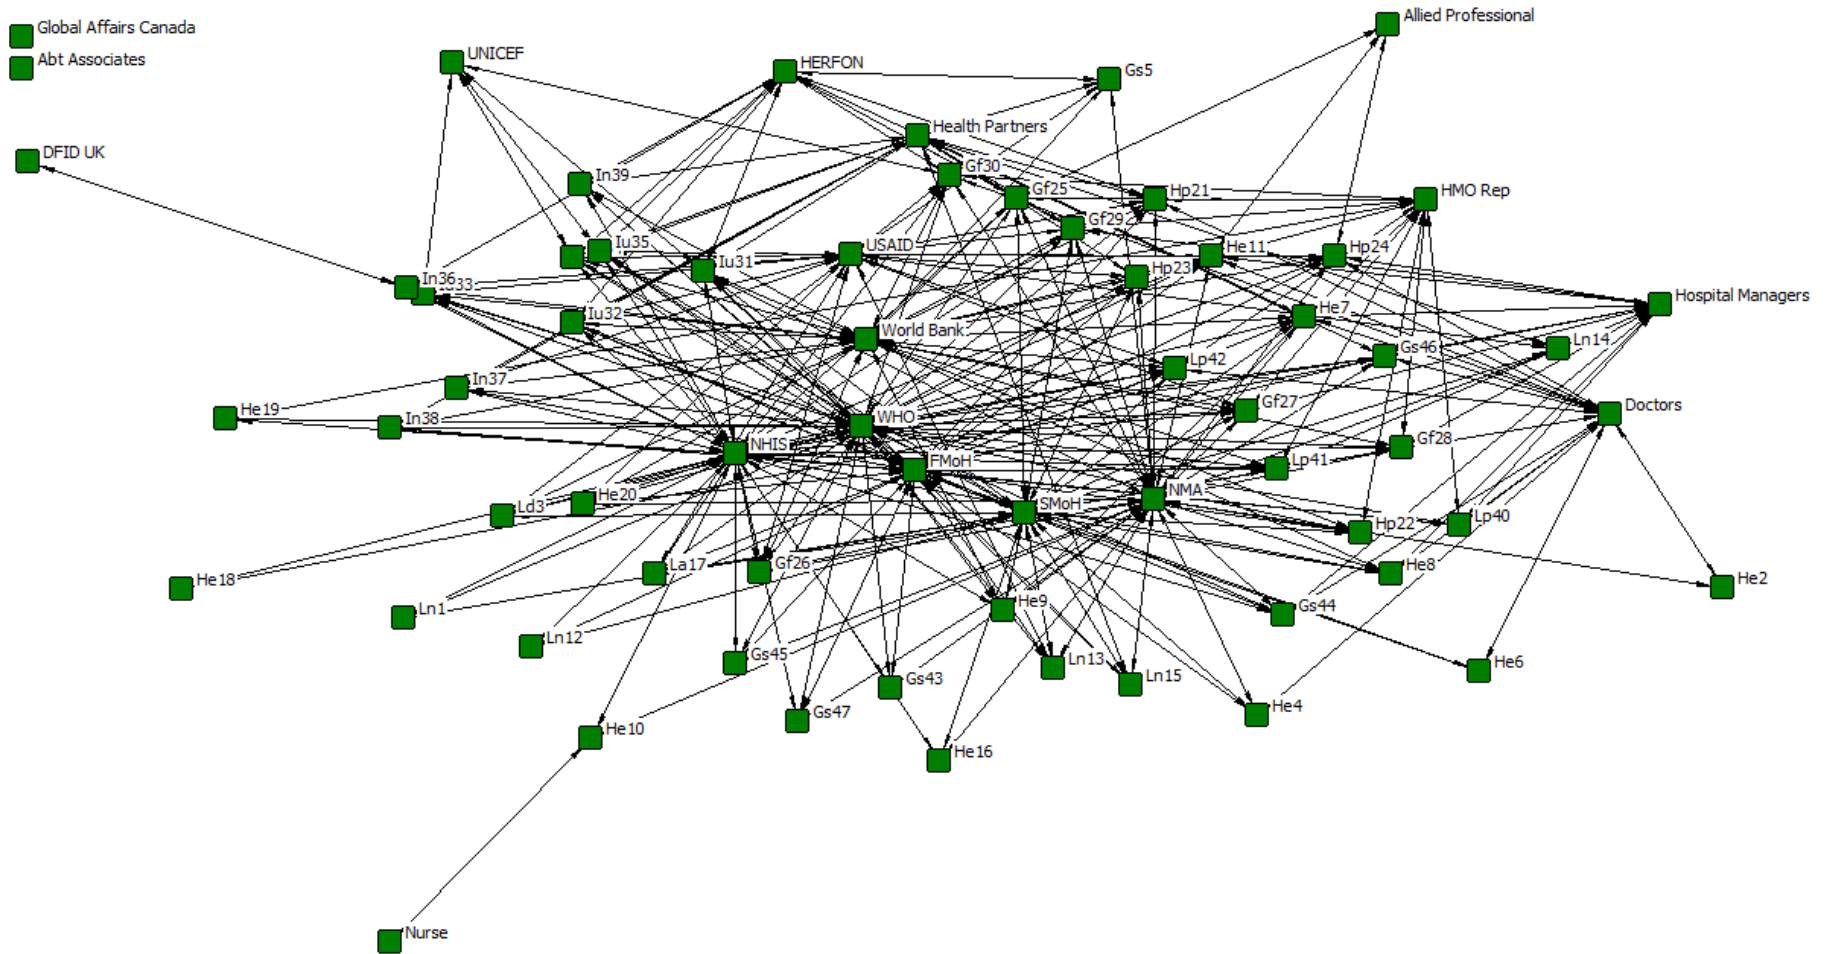 Allied Professional
Global Affairs Canada
UNICEF
Abt Associates
HERFON
Gs5
Health Partners
DFID UK
Gf30
In39
Gf25
Hp21
HMO Rep
Gf29
Iu35
USAID
He11
Hp24
Iu31
Hp23
In36
33
Hospital Managers
Iu32
He7
World Bank
Gs46
Ln14
Lp42
In37
He19
In38
WHO
Gf27
Doctors
NHIS
Gf28
FMoH
Lp41
NMA
He20
Ld3
SMoH
Lp40
Hp22
La17
Gf26
He8
He18
He2
He9
Gs44
Ln1
Ln12
Gs45
Ln13
He6
Gs43
Ln15
Gs47
He4
He10
He16
Nurse